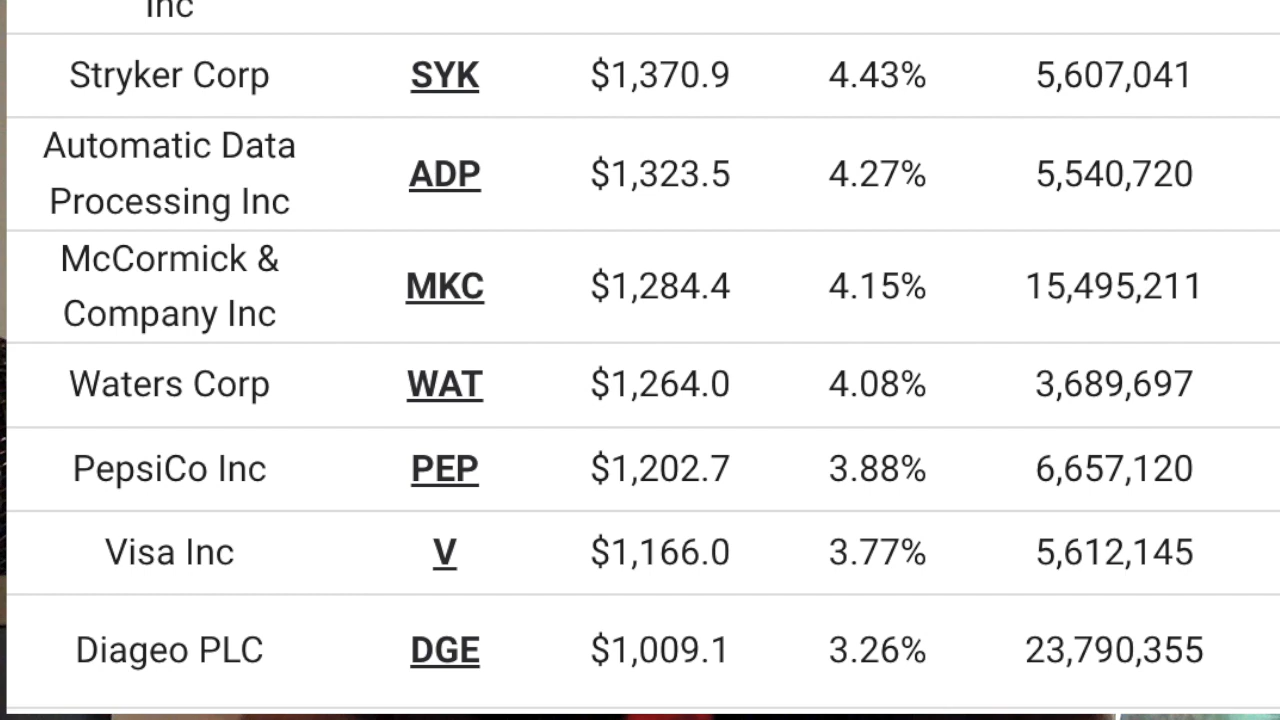 Inc
Stryker Corp SYK $1,370.9 4.43% 5,607,041
Automatic Data
Processing Inc ADP $1,323.5 4.27% 5,540,720
McCormick &
Company Inc MKC $1,284.4 4.15% 15,495,211
Waters Corp WAT $1,264.0 4.08% 3,689,697
PepsiCo Inc PEP $1,202.7 3.88% 6,657,120
Visa Inc V $1,166.0 3.77% 5,612,145
Diageo PLC DGE $1,009.1 3.26% 23,790,355